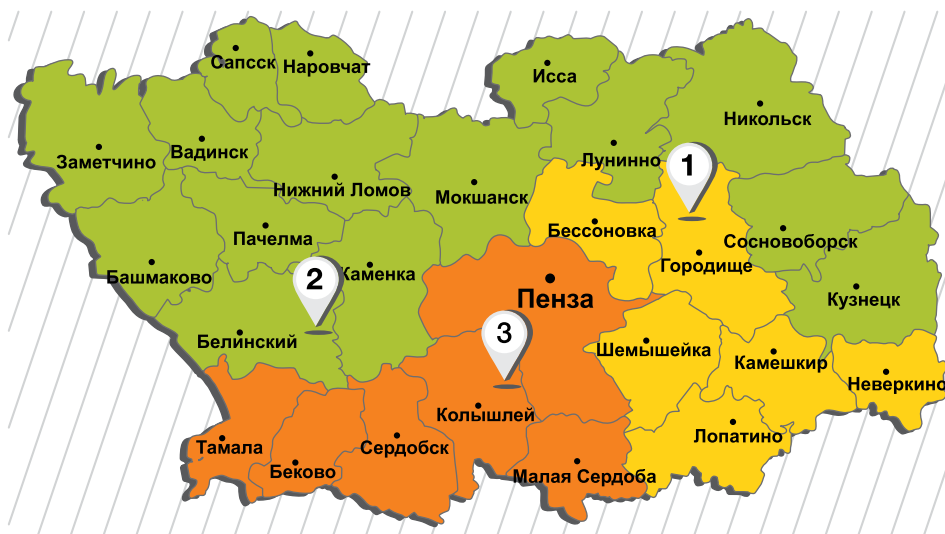 Сапсск
Наровчат
Исса
Никольск
Заметчино
Вадинск
Лунинно
1
Нижний Ломов
Мокшанск
Пачелма
Бессоновка
Сосновоборск
Башмаково
2
Каменка
Городище
Пенза
Кузнецк
Белинский
3
Шемышейка
Камешкир
Неверкино
Колышлей
Тамала
Сердобск
Лопатино
Беково
Малая Сердоба